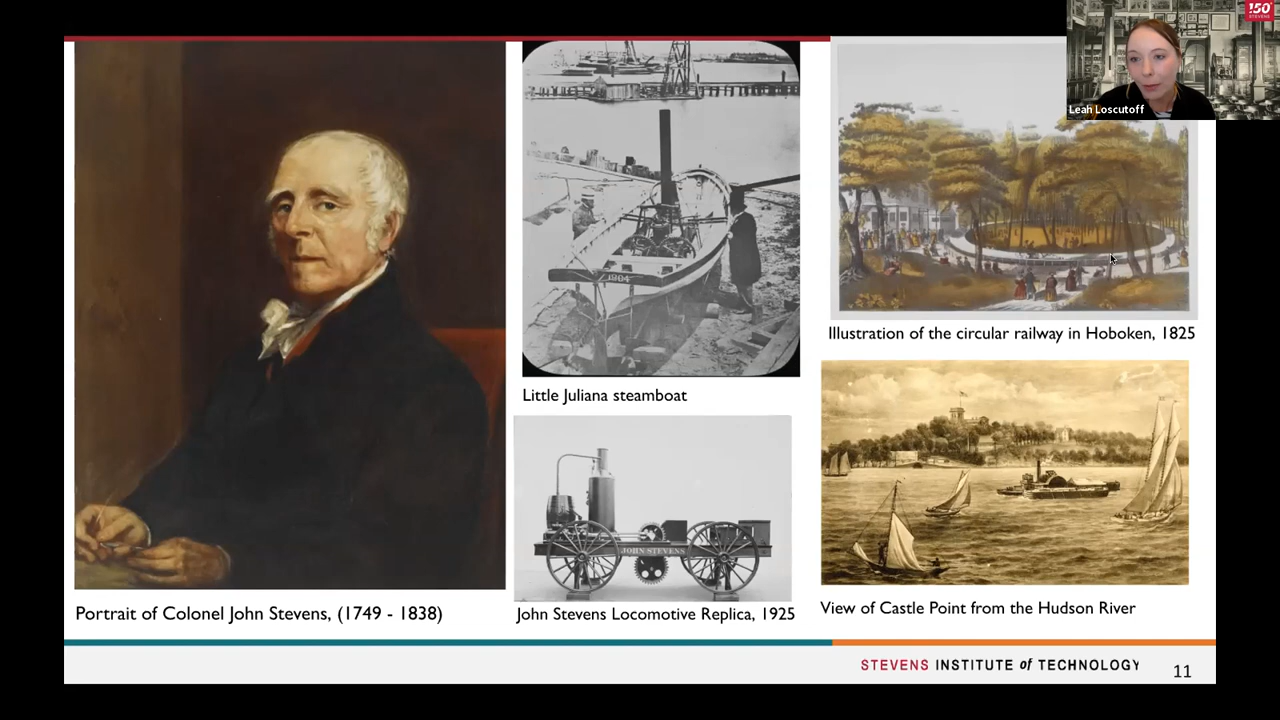 150
STEVENS
Leah Loscutoff
1804
JOHN STEVENS
Portrait of Colonel John Stevens, (1749 - 1838)
Little Juliana steamboat
John Stevens Locomotive Replica, 1925
Illustration of the circular railway in Hoboken, 1825
View of Castle Point from the Hudson River
STEVENS INSTITUTE of TECHNOLOGY
11